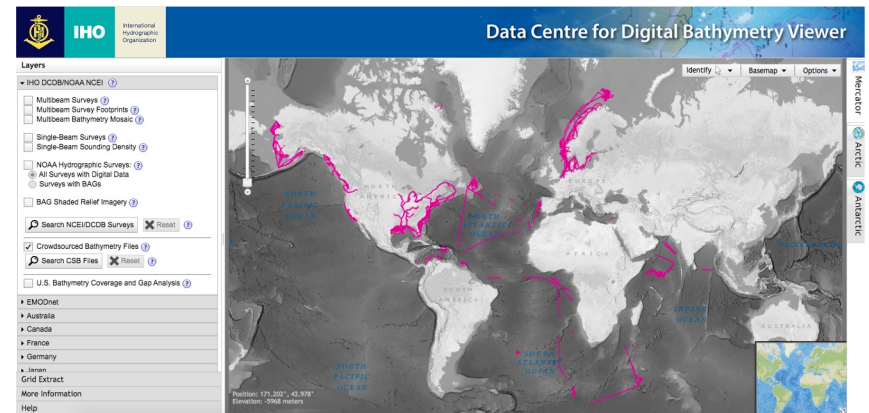 IHO
International
Hydrographic
Organization
Data Centre for Digital Bathymetry Viewer
Layers
IHO DCDB/NOAA NCEI
Multibeam Surveys
Multibeam Survey Footprints
Multibeam Bathymetry Mosaic
Single-Beam Surveys
Single-Beam Sounding Density
NOAA Hydrographic Surveys:
All Surveys with Digital Data
Surveys with BAGs
BAG Shaded Relief Imagery
Search NCEI/DCDB Surveys Reset
Crowdsourced Bathymetry Files
Search CSB Files Reset
U.S. Bathymetry Coverage and Gap Analysis
EMODnet
Australia
Canada
France
Germany
Japan
Grid Extract
More Information
Help
Identify Basemap Options
Mercator
Arctic
Antarctic
NORTH
PACIFIC
OCEAN
NORTH
AMERICA
NORTH
ATLANTIC
OCEAN
EUROPE
AFRICA
SOUTH
AMERICA
INDIAN
OCEAN
AUSTRALIA
SOUTH
PACIFIC
OCEAN
SOUTH
ATLANTIC
OCEAN
Position: 171.202°, 42.978°
Elevation: -5968 meters